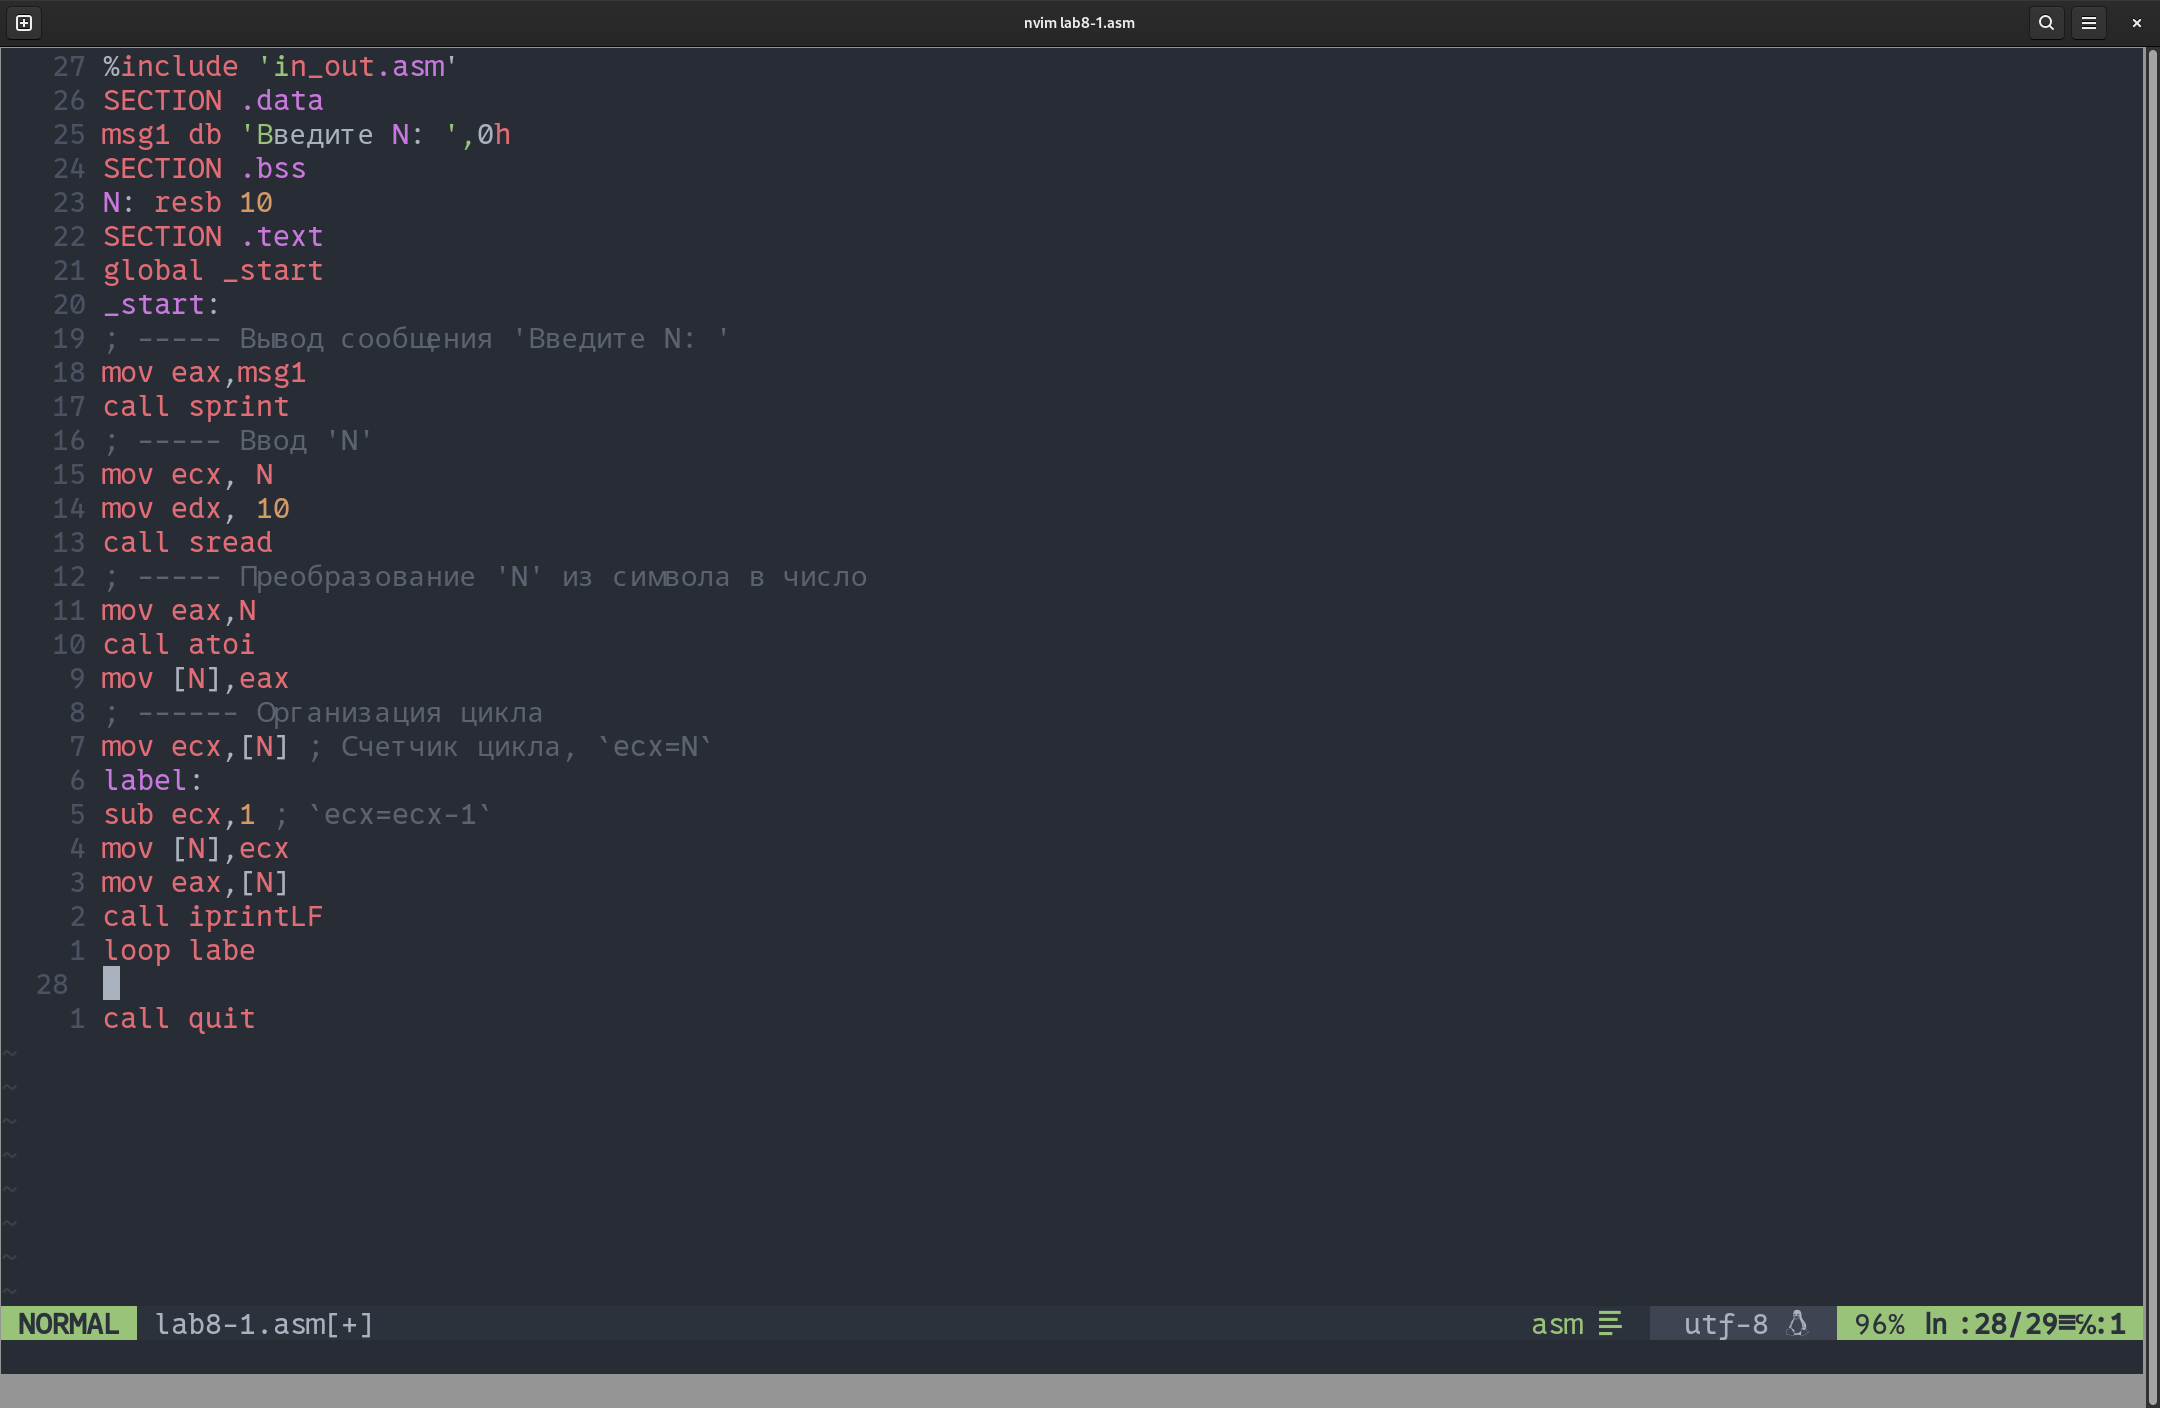 nvim lab8-1.asm
27 %include 'in_out.asm'
26 SECTION .data
25 msg1 db 'Введите N: ',0h
24 SECTION .bss
23 N: resb 10
22 SECTION .text
21 global _start
20 _start:
19 ; ----- Вывод сообщения 'Введите N: '
18 mov eax,msg1
17 call sprint
16 ; ----- Ввод 'N'
15 mov ecx, N
14 mov edx, 10
13 call sread
12 ; ----- Преобразование 'N' из символа в число
11 mov eax,N
10 call atoi
9 mov [N],eax
8 ; ------ Организация цикла
7 mov ecx,[N] ; Счетчик цикла, `ecx=N`
6 label:
5 sub ecx,1 ; `ecx=ecx-1`
4 mov [N],ecx
3 mov eax,[N]
2 call iprintLF
1 loop labe
28
1 call quit
~
~
~
~
~
~
~
~
NORMAL lab8-1.asm[+] asm utf-8 96% ln :28/29≡℅:1